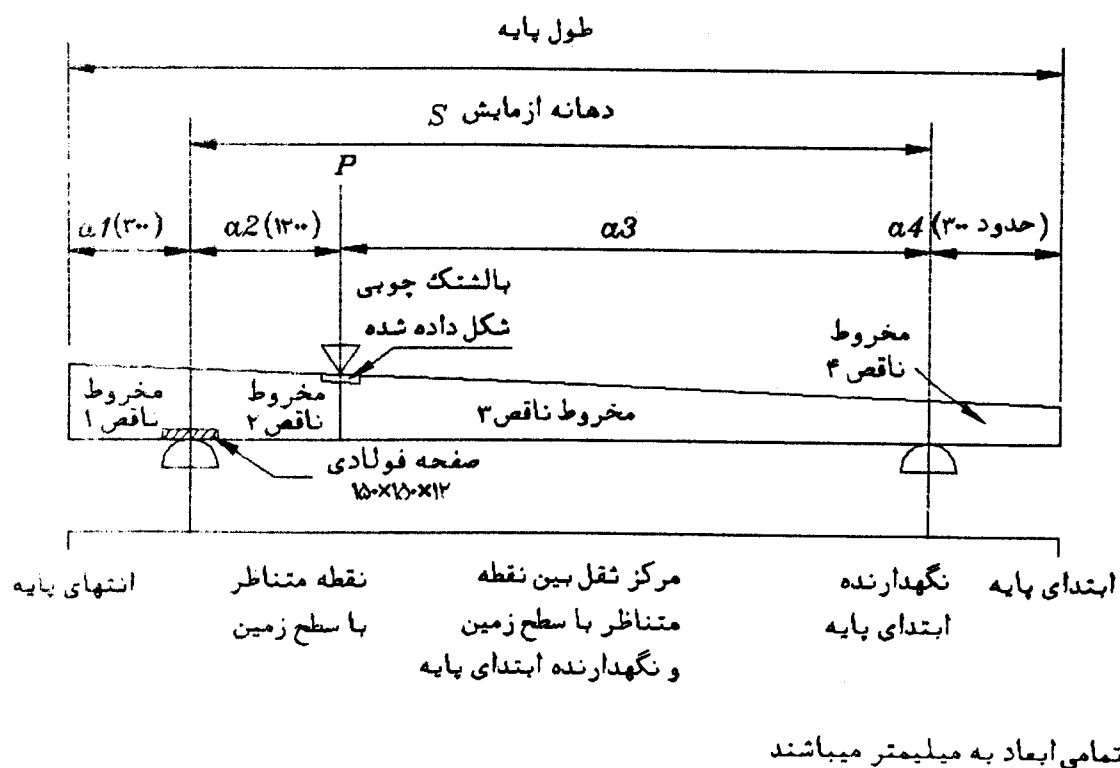 طول پایه
دهانه ازمایش S
P
a1 (۳۰۰)
a2 (۱۲۰۰)
a3
a4 (حدود ۳۰۰)
بالشتک چوبی
شکل داده شده
مخروط
ناقص ۱
مخروط
ناقص ۲
مخروط ناقص ۳
مخروط
ناقص ۴
صفحه فولادی
۱۵۰×۱۵۰×۱۲
انتهای پایه
نقطه متناظر
با سطح زمین
مرکز ثقل بین نقطه
متناظر با سطح زمین
و نگهدارنده ابتدای پایه
نگهدارنده
ابتدای پایه
ابتدای پایه
تمامی ابعاد به میلیمتر میباشند